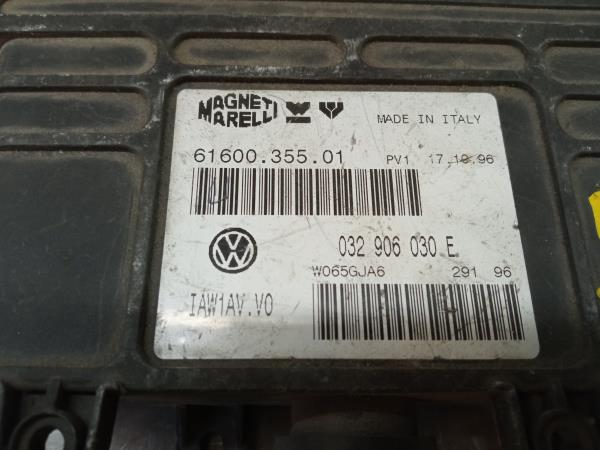 MAGNETI
MARELLI
MADE IN ITALY
61600.355.01
PV1 17.10.96
032 906 030 E
W065GJA6 291 96
IAW1AV.V0